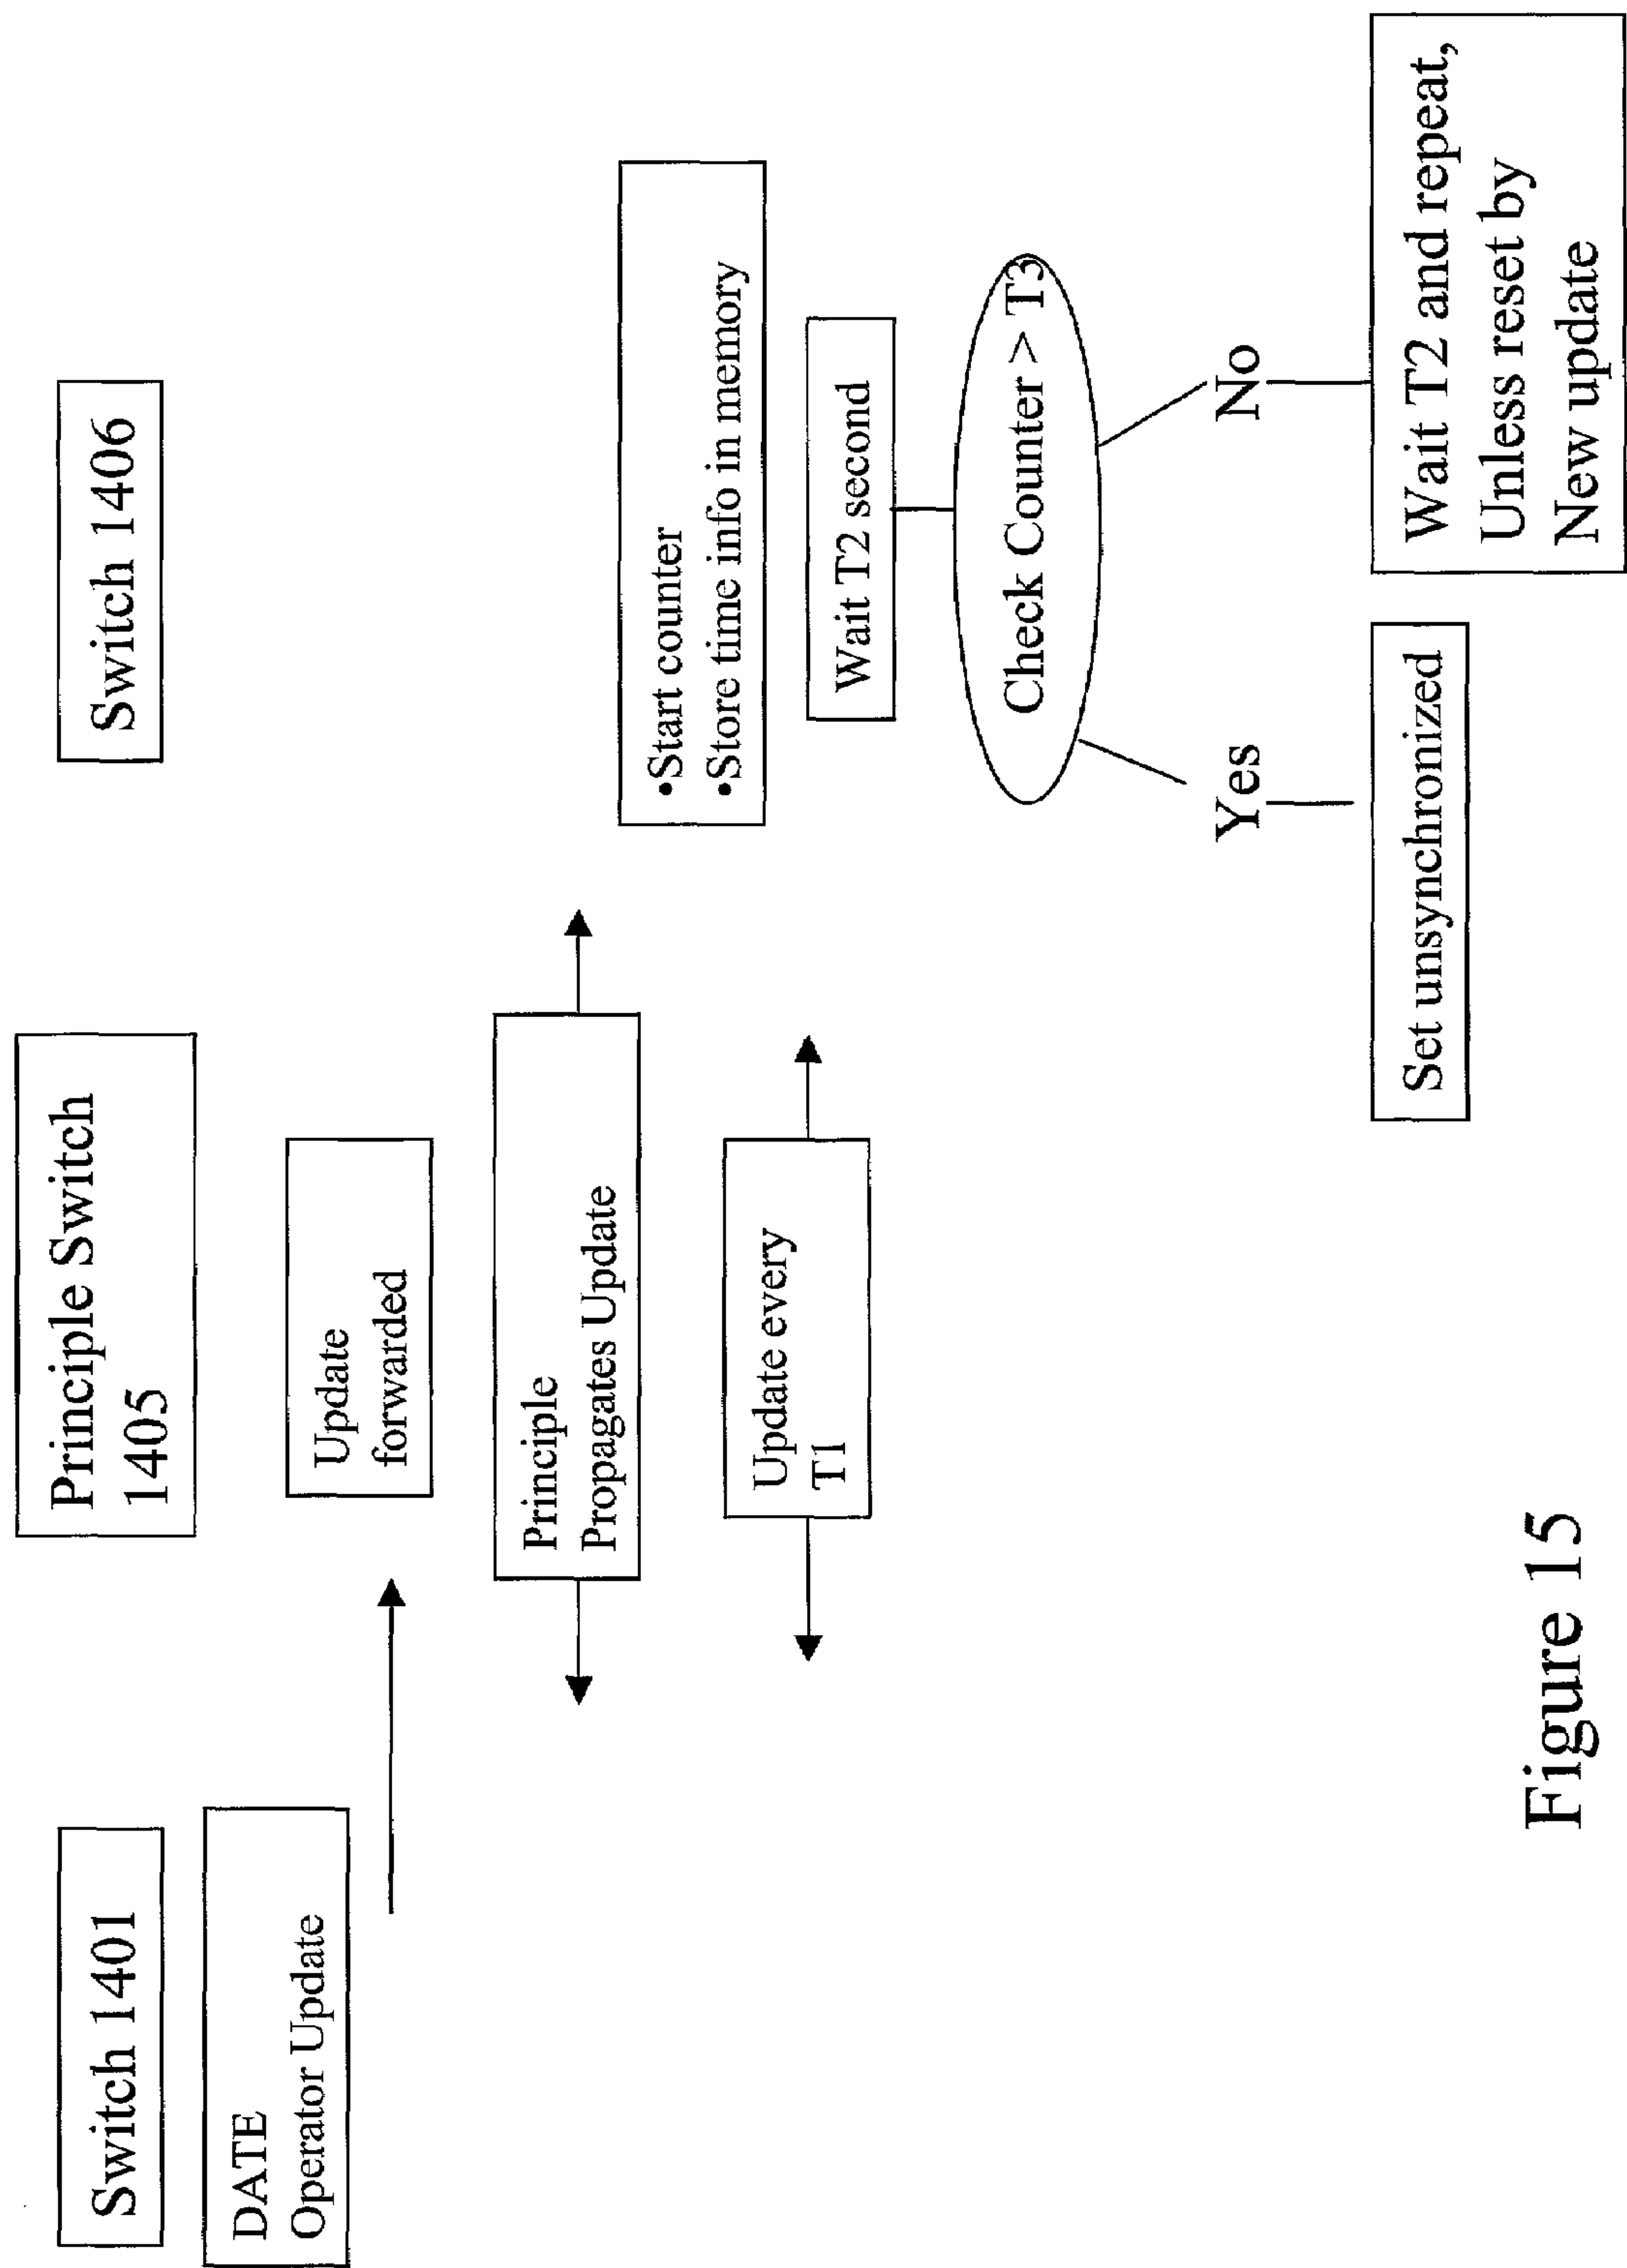 Switch 1401
DATE
Operator Update
Principle Switch
1405
Update
forwarded
Principle
Propagates Update
Update every
T1
Switch 1406
•Start counter
•Store time info in memory
Wait T2 second
Check Counter > T3
Yes
No
Set unsynchronized
Wait T2 and repeat,
Unless reset by
New update
Figure 15